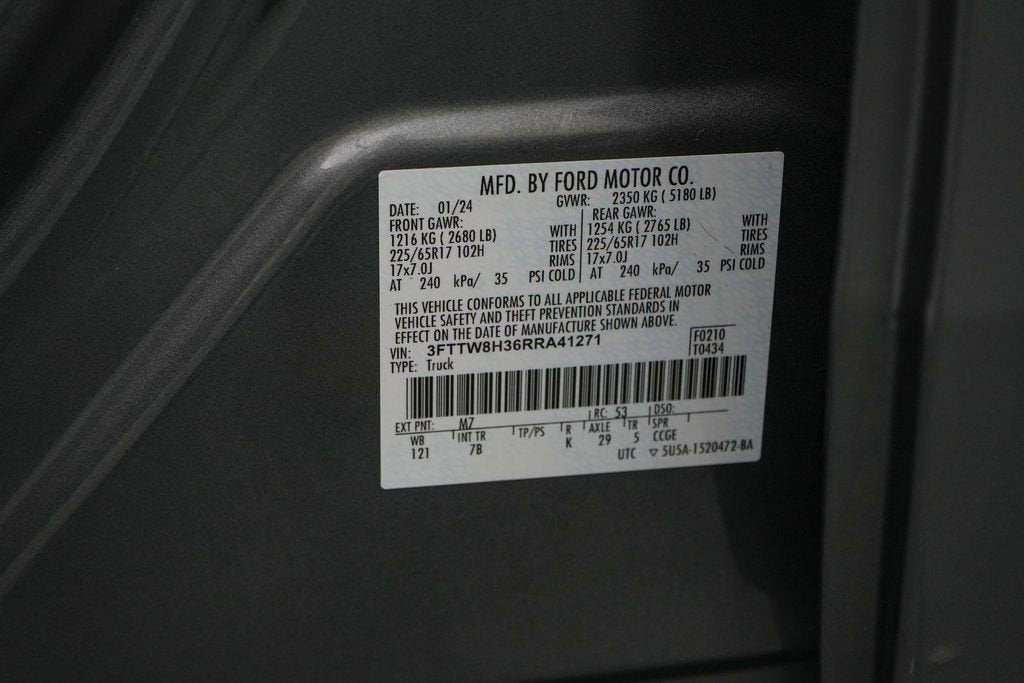 MFD. BY FORD MOTOR CO.
DATE: 01/24 GVWR: 2350 KG ( 5180 LB)
FRONT GAWR: REAR GAWR:
1216 KG ( 2680 LB) WITH 1254 KG ( 2765 LB) WITH
225/65R17 102H TIRES 225/65R17 102H TIRES
17x7.0J RIMS 17x7.0J RIMS
AT 240 kPa/ 35 PSI COLD AT 240 kPa/ 35 PSI COLD
THIS VEHICLE CONFORMS TO ALL APPLICABLE FEDERAL MOTOR
VEHICLE SAFETY AND THEFT PREVENTION STANDARDS IN
EFFECT ON THE DATE OF MANUFACTURE SHOWN ABOVE.
VIN: 3FTTW8H36RRA41271 F0210
TYPE: Truck T0434
EXT PNT: M7 RC: 53 DSO:
WB INT TR TP/PS R AXLE TR SPR
121 7B K 29 5 CCGE
UTC ▽ 5U5A-1520472-BA